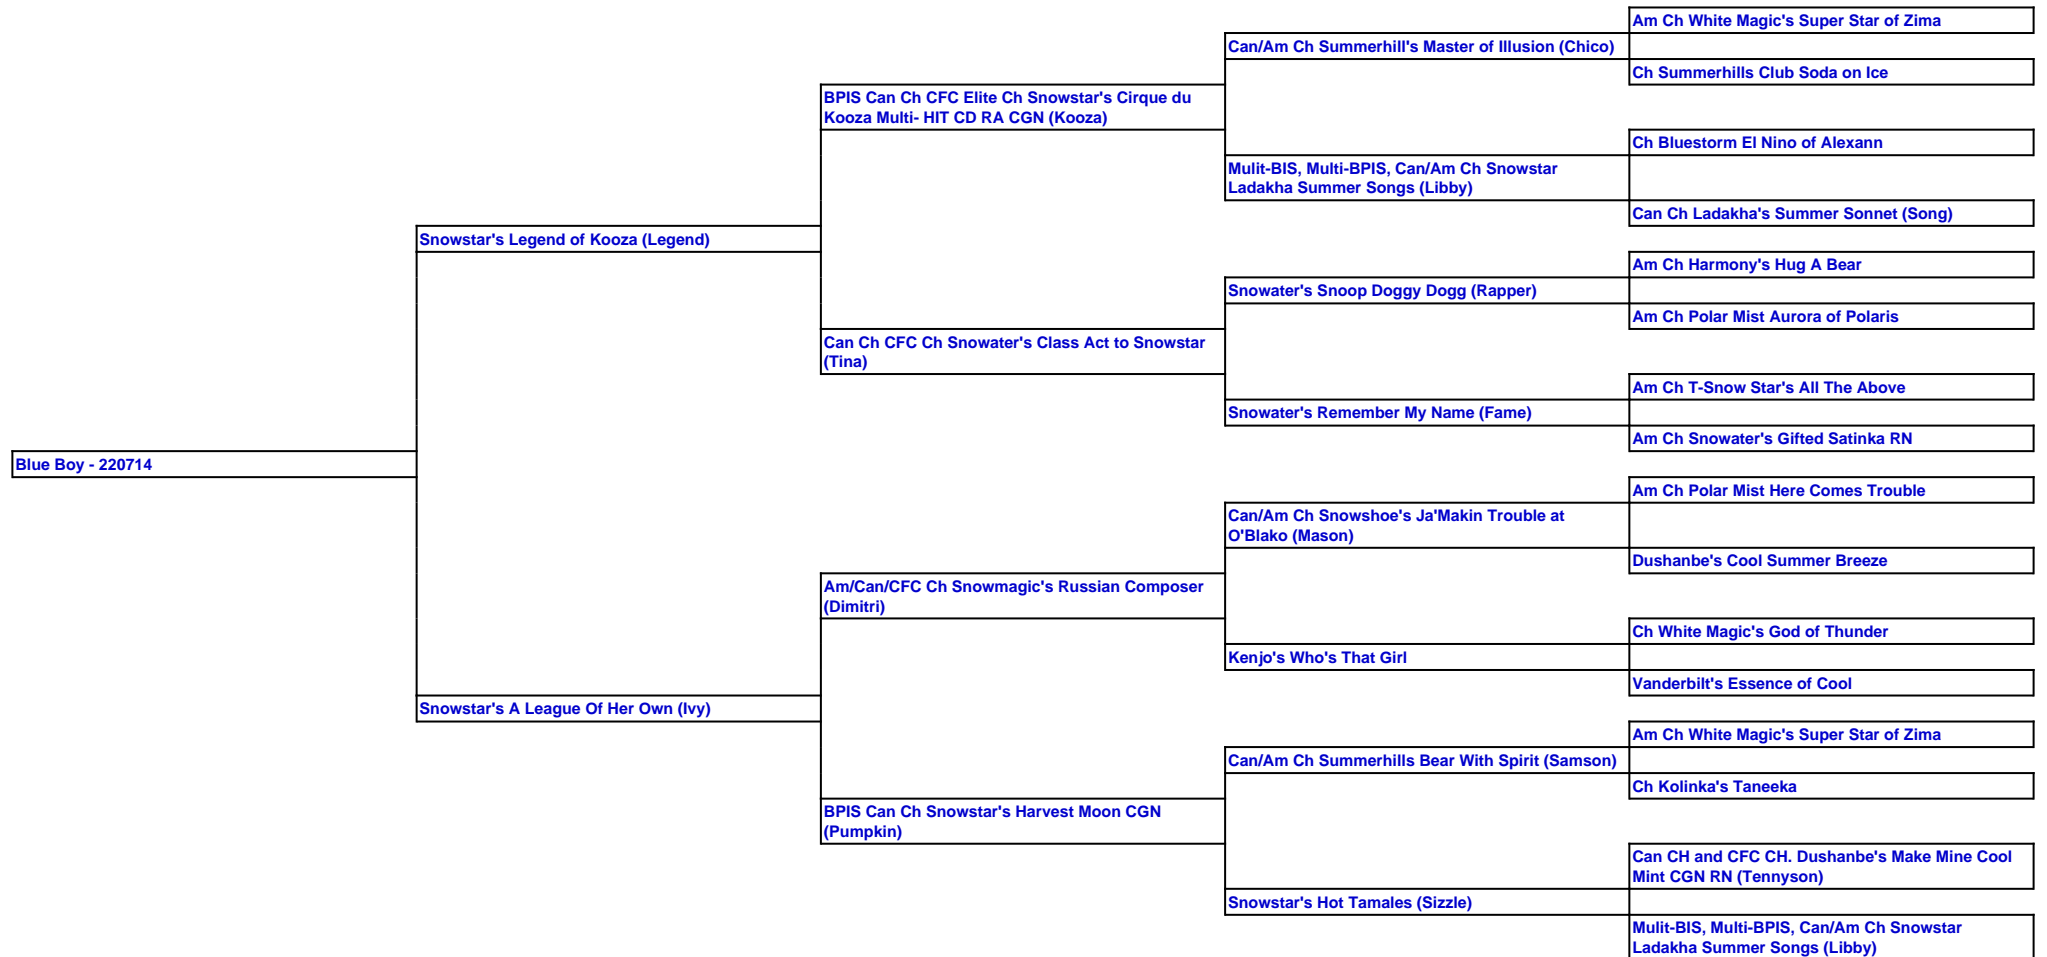 Am Ch White Magic's Super Star of Zima
Can/Am Ch Summerhill's Master of Illusion (Chico)
Ch Summerhills Club Soda on Ice
BPIS Can Ch CFC Elite Ch Snowstar's Cirque du
Kooza Multi- HIT CD RA CGN (Kooza)
Ch Bluestorm El Nino of Alexann
Mulit-BIS, Multi-BPIS, Can/Am Ch Snowstar
Ladakha Summer Songs (Libby)
Can Ch Ladakha's Summer Sonnet (Song)
Snowstar's Legend of Kooza (Legend)
Am Ch Harmony's Hug A Bear
Snowater's Snoop Doggy Dogg (Rapper)
Am Ch Polar Mist Aurora of Polaris
Can Ch CFC Ch Snowater's Class Act to Snowstar
(Tina)
Am Ch T-Snow Star's All The Above
Snowater's Remember My Name (Fame)
Am Ch Snowater's Gifted Satinka RN
Blue Boy - 220714
Am Ch Polar Mist Here Comes Trouble
Can/Am Ch Snowshoe's Ja'Makin Trouble at
O'Blako (Mason)
Dushanbe's Cool Summer Breeze
Am/Can/CFC Ch Snowmagic's Russian Composer
(Dimitri)
Ch White Magic's God of Thunder
Kenjo's Who's That Girl
Vanderbilt's Essence of Cool
Snowstar's A League Of Her Own (Ivy)
Am Ch White Magic's Super Star of Zima
Can/Am Ch Summerhills Bear With Spirit (Samson)
Ch Kolinka's Taneeka
BPIS Can Ch Snowstar's Harvest Moon CGN
(Pumpkin)
Can CH and CFC CH. Dushanbe's Make Mine Cool
Mint CGN RN (Tennyson)
Snowstar's Hot Tamales (Sizzle)
Mulit-BIS, Multi-BPIS, Can/Am Ch Snowstar
Ladakha Summer Songs (Libby)